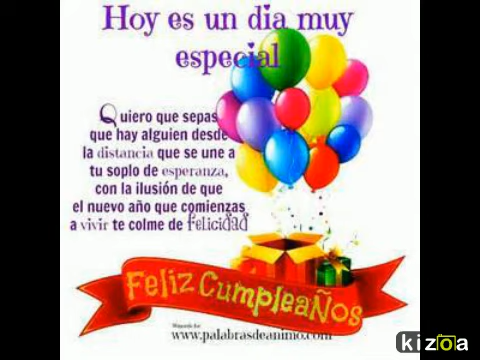 Hoy es un dia muy
especial
Quiero que sepas
que hay alguien desde
la distancia que se une a
tu soplo de esperanza,
con la ilusión de que
el nuevo año que comienzas
a vivir te colme de Felicidad
Feliz Cumpleaños
www.palabrasdeanimo.com
kizoa